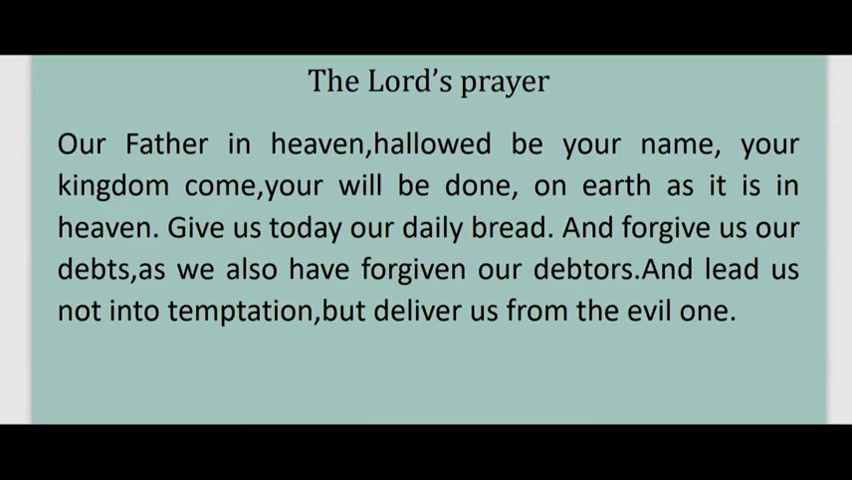 The Lord’s prayer
Our Father in heaven,hallowed be your name, your
kingdom come,your will be done, on earth as it is in
heaven. Give us today our daily bread. And forgive us our
debts,as we also have forgiven our debtors.And lead us
not into temptation,but deliver us from the evil one.